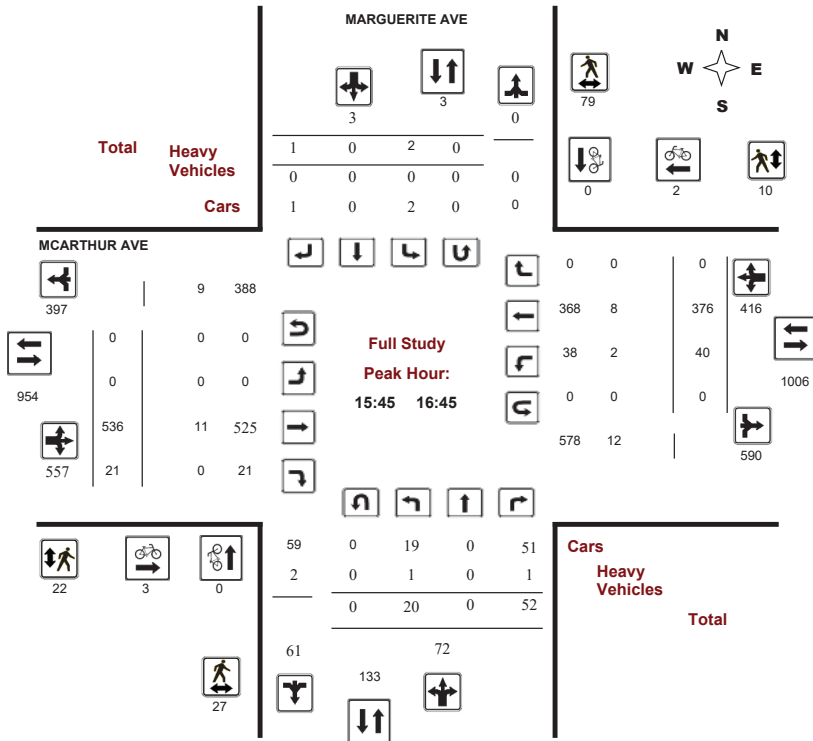 MARGUERITE AVE
N
W E
S
3
3
0
79
Total
Heavy
Vehicles
Cars
1 0 2 0
0 0 0 0 0
1 0 2 0 0
0 2 10
MCARTHUR AVE
397
9 388
0 0 0
954
0 0 0
536 11 525
557 21 0 21
Full Study
Peak Hour:
15:45 16:45
0 0 0
368 8 376 416
38 2 40
1006
0 0 0
578 12 590
22 3 0
59 0 19 0 51
2 0 1 0 1
0 20 0 52
61 72
133
27
Cars
Heavy
Vehicles
Total